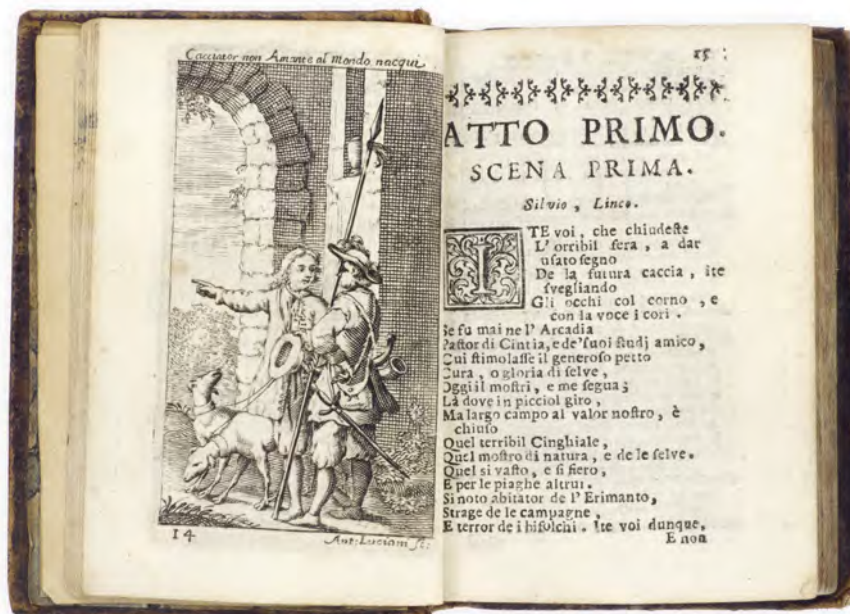 Cacciator non Amante al Mondo nacqui
14
Ant: Luciani sc:
15
ATTO PRIMO.
SCENA PRIMA.
Silvio, Linco.
ITE voi, che chiudeſte
L' orribil fera, a dar
uſato ſegno
De la futura caccia, ite
ſvegliando
Gli occhi col corno, e
con la voce i cori.
Se fu mai ne l' Arcadia
Paſtor di Cintia, e de' ſuoi ſtudj amico,
Cui ſtimolaſſe il generoſo petto
Cura, o gloria di ſelve,
Oggi il moſtri, e me ſegua;
Là dove in picciol giro,
Ma largo campo al valor noſtro, è
chiuſo
Quel terribil Cinghiale,
Quel moſtro di natura, e de le ſelve.
Quel sì vaſto, e sì fiero,
E per le piaghe altrui.
Si noto abitator de l' Erimanto,
Strage de le campagne,
E terror de i bifolchi. Ite voi dunque,
E non